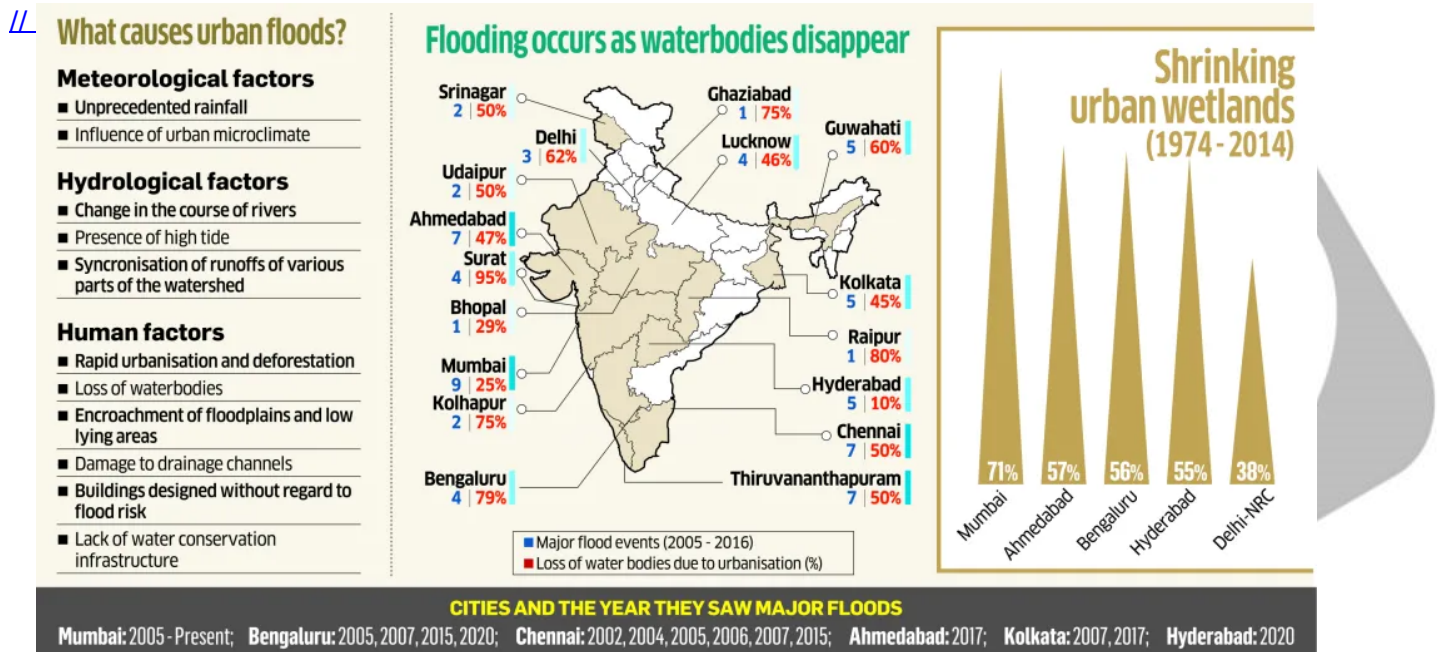 //
What causes urban floods?
Meteorological factors
■ Unprecedented rainfall
■ Influence of urban microclimate
Hydrological factors
■ Change in the course of rivers
■ Presence of high tide
■ Syncronisation of runoffs of various
parts of the watershed
Human factors
■ Rapid urbanisation and deforestation
■ Loss of waterbodies
■ Encroachment of floodplains and low
lying areas
■ Damage to drainage channels
■ Buildings designed without regard to
flood risk
■ Lack of water conservation
infrastructure
Flooding occurs as waterbodies disappear
Srinagar
2 | 50%
Delhi
3 | 62%
Udaipur
2 | 50%
Ahmedabad
7 | 47%
Surat
4 | 95%
Bhopal
1 | 29%
Mumbai
9 | 25%
Kolhapur
2 | 75%
Bengaluru
4 | 79%
Ghaziabad
1 | 75%
Lucknow
4 | 46%
Guwahati
5 | 60%
Kolkata
5 | 45%
Raipur
1 | 80%
Hyderabad
5 | 10%
Chennai
7 | 50%
Thiruvananthapuram
7 | 50%
■ Major flood events (2005 - 2016)
■ Loss of water bodies due to urbanisation (%)
Shrinking
urban wetlands
(1974 - 2014)
71% 57% 56% 55% 38%
Mumbai Ahmedabad Bengaluru Hyderabad Delhi-NRC
CITIES AND THE YEAR THEY SAW MAJOR FLOODS
Mumbai: 2005 - Present; Bengaluru: 2005, 2007, 2015, 2020; Chennai: 2002, 2004, 2005, 2006, 2007, 2015; Ahmedabad: 2017; Kolkata: 2007, 2017; Hyderabad: 2020